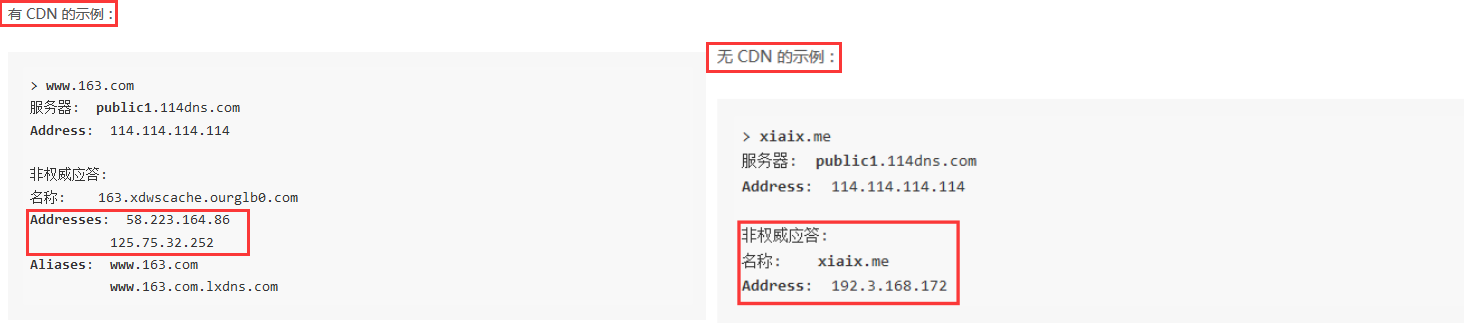 有 CDN 的示例：
> www.163.com
服务器:  public1.114dns.com
Address:  114.114.114.114
非权威应答:
名称:    163.xdwscache.ourglb0.com
Addresses:  58.223.164.86
125.75.32.252
Aliases:  www.163.com
www.163.com.lxdns.com
无 CDN 的示例：
> xiaix.me
服务器:  public1.114dns.com
Address:  114.114.114.114
非权威应答:
名称:    xiaix.me
Address:  192.3.168.172